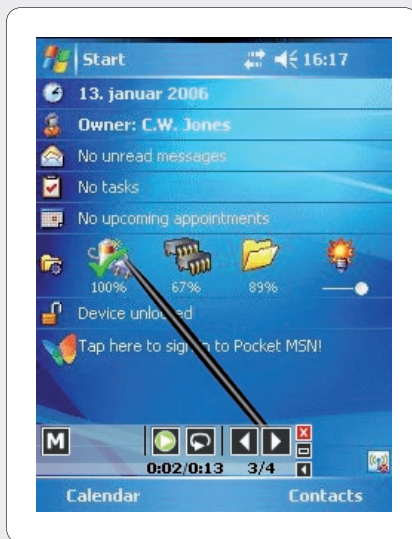 Start 16:17
13. januar 2006
Owner: C.W. Jones
No unread messages
No tasks
No upcoming appointments
100% 67% 89%
Device unlocked
Tap here to sign in to Pocket MSN!
M
0:02/0:13 3/4
Calendar Contacts